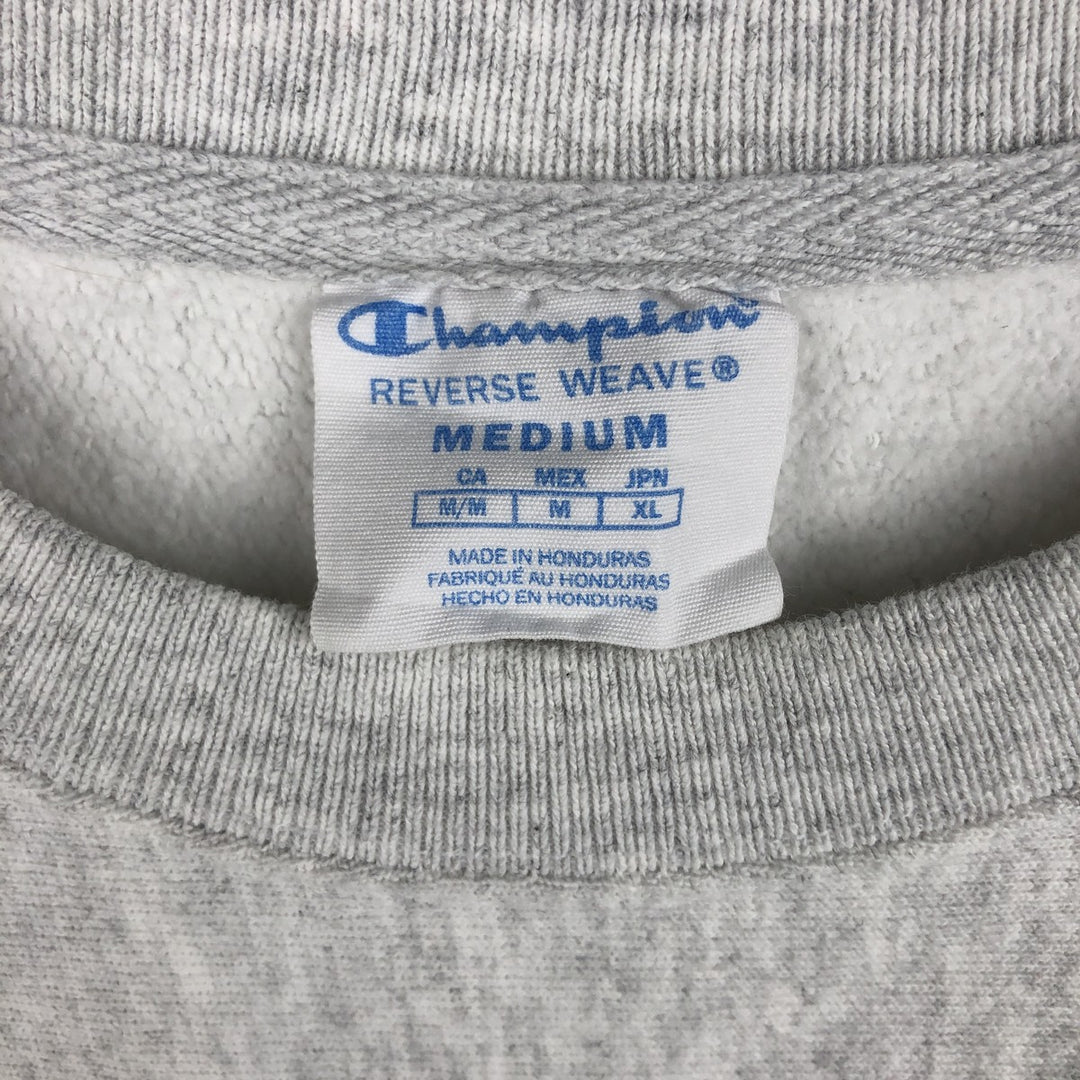 Champion®
REVERSE WEAVE®
MEDIUM
CA MEX JPN
M/M M XL
MADE IN HONDURAS
FABRIQUÉ AU HONDURAS
HECHO EN HONDURAS